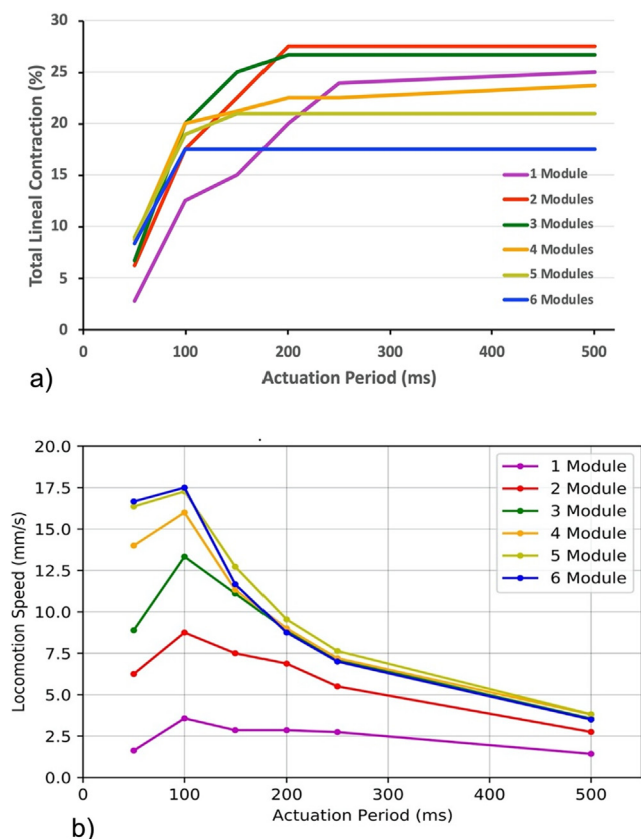 30
25
20
15
10
5
0
Total Lineal Contraction (%)
1 Module
2 Modules
3 Modules
4 Modules
5 Modules
6 Modules
0 100 200 300 400 500
Actuation Period (ms)
a)
20.0
17.5
15.0
12.5
10.0
7.5
5.0
2.5
0.0
Locomotion Speed (mm/s)
1 Module
2 Module
3 Module
4 Module
5 Module
6 Module
0 100 200 300 400 500
Actuation Period (ms)
b)